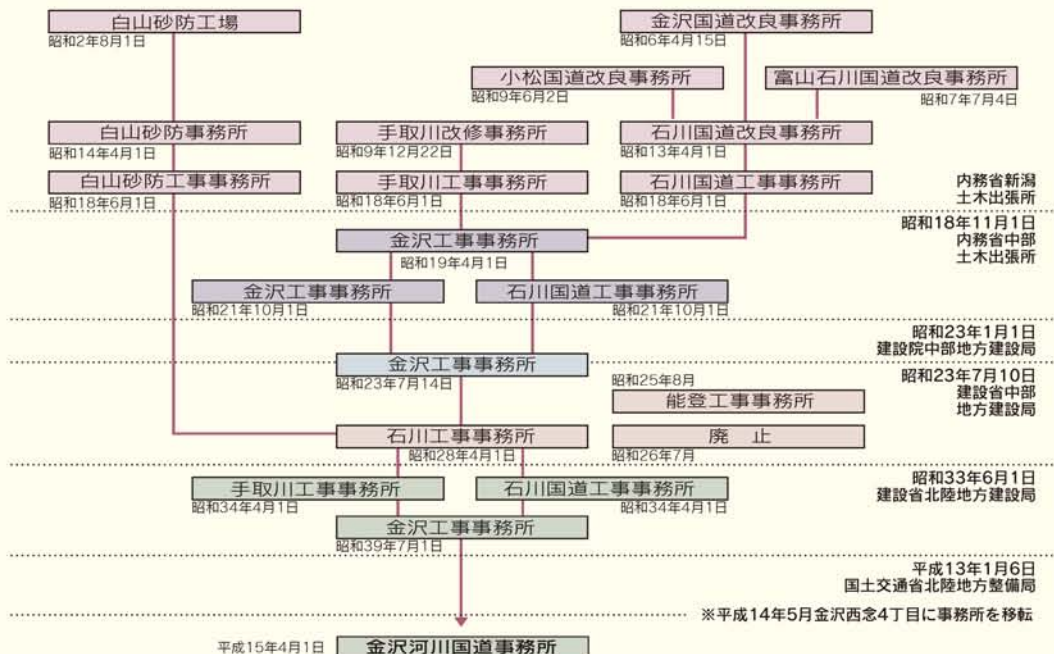 白山砂防工場
昭和2年8月1日
金沢国道改良事務所
昭和6年4月15日
小松国道改良事務所
昭和9年6月2日
富山石川国道改良事務所
昭和7年7月4日
白山砂防事務所
昭和14年4月1日
手取川改修事務所
昭和9年12月22日
石川国道改良事務所
昭和13年4月1日
白山砂防工事事務所
昭和18年6月1日
手取川工事事務所
昭和18年6月1日
石川国道工事事務所
昭和18年6月1日
内務省新潟
土木出張所
昭和18年11月1日
内務省中部
土木出張所
金沢工事事務所
昭和19年4月1日
金沢工事事務所
昭和21年10月1日
石川国道工事事務所
昭和21年10月1日
昭和23年1月1日
建設院中部地方建設局
金沢工事事務所
昭和23年7月14日
昭和23年7月10日
建設省中部
地方建設局
昭和25年8月
能登工事事務所
石川工事事務所
昭和28年4月1日
廃 止
昭和26年7月
昭和33年6月1日
建設省北陸地方建設局
手取川工事事務所
昭和34年4月1日
石川国道工事事務所
昭和34年4月1日
金沢工事事務所
昭和39年7月1日
平成13年1月6日
国土交通省北陸地方整備局
※平成14年5月金沢西念4丁目に事務所を移転
平成15年4月1日
金沢河川国道事務所